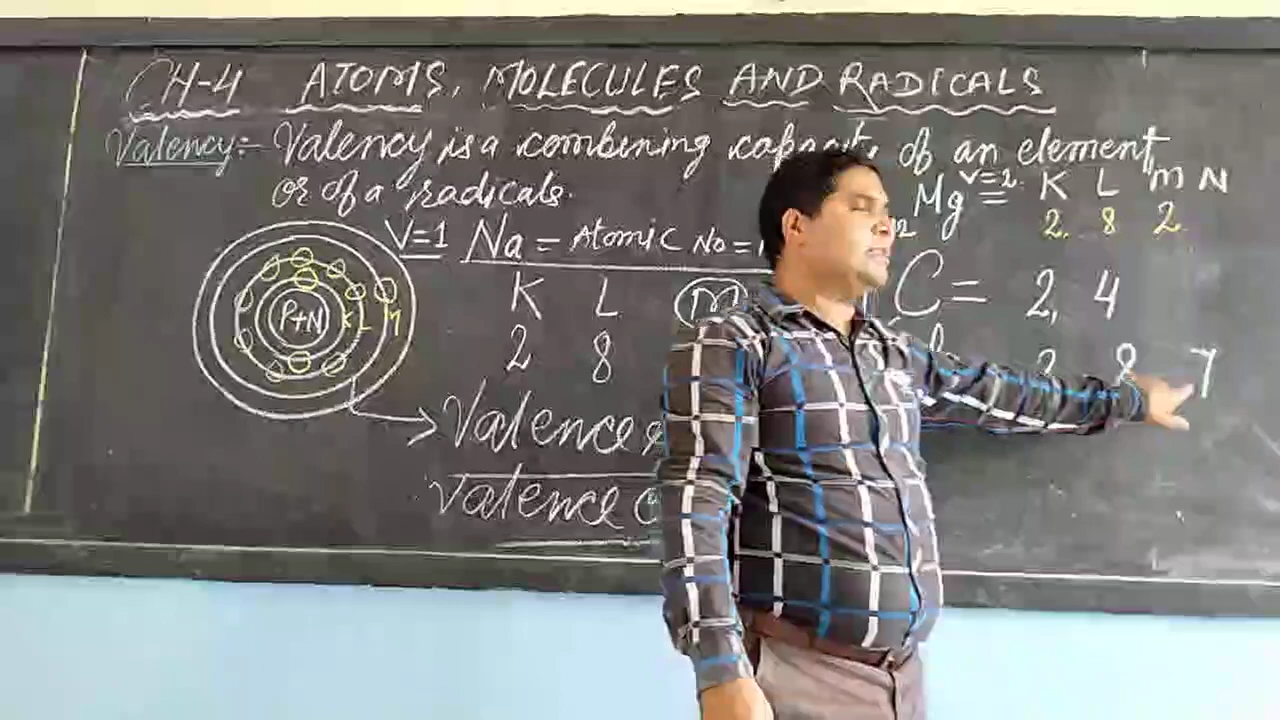 CH-4 ATOMS, MOLECULES AND RADICALS
Valency:- Valency is a combining capacity of an element,
or of a radicals.
V=1 Na = Atomic No =
K L M
2 8
P+N K L M
Valence
Valence
Mg V=2 = K L M N
2, 8 2
C = 2, 4
2 8 7